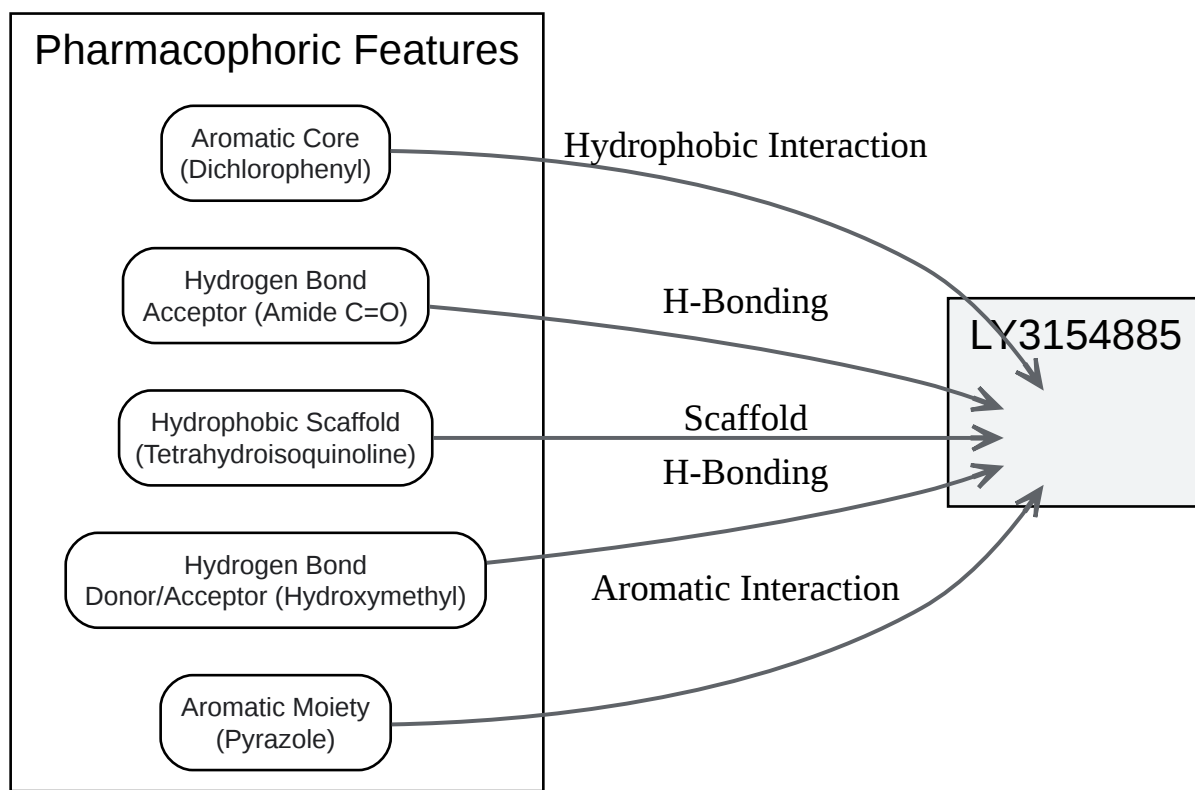 Pharmacophoric Features
Aromatic Core
(Dichlorophenyl)
Hydrophobic Interaction
Hydrogen Bond
Acceptor (Amide C=O)
H-Bonding
LY3154885
Hydrophobic Scaffold
(Tetrahydroisoquinoline)
Scaffold
H-Bonding
Hydrogen Bond
Donor/Acceptor (Hydroxymethyl)
Aromatic Interaction
Aromatic Moiety
(Pyrazole)